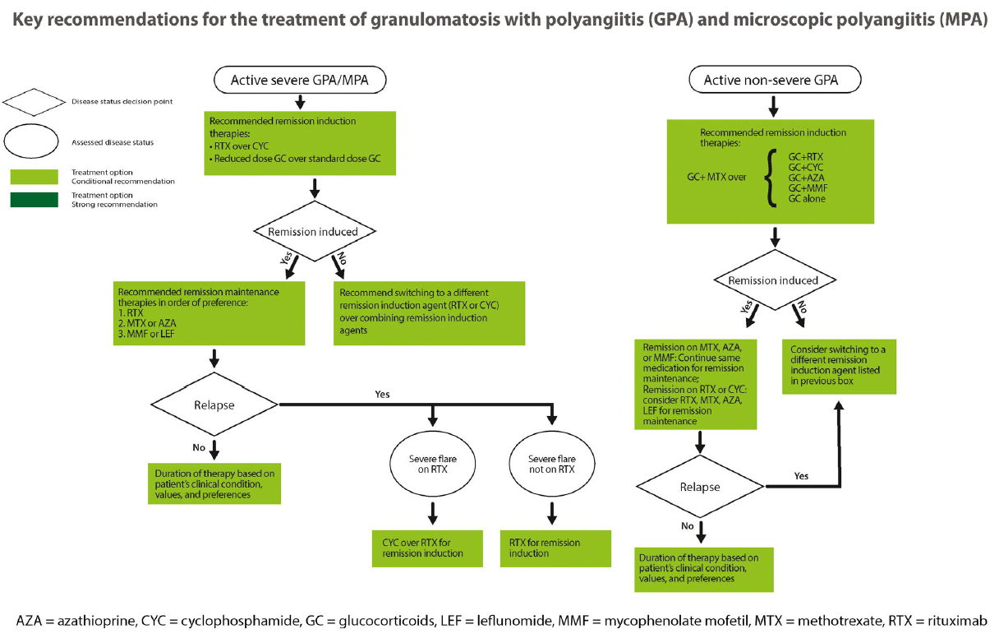 Key recommendations for the treatment of granulomatosis with polyangiitis (GPA) and microscopic polyangiitis (MPA)
Disease status decision point
Assessed disease status
Treatment option
Conditional recommendation
Treatment option
Strong recommendation
Active severe GPA/MPA
Recommended remission induction
therapies:
• RTX over CYC
• Reduced dose GC over standard dose GC
Remission induced
Yes
No
Recommended remission maintenance
therapies in order of preference:
1. RTX
2. MTX or AZA
3. MMF or LEF
Recommend switching to a different
remission induction agent (RTX or CYC)
over combining remission induction
agents
Relapse
Yes
No
Duration of therapy based on
patient's clinical condition,
values, and preferences
Severe flare
on RTX
Severe flare
not on RTX
CYC over RTX for
remission induction
RTX for remission
induction
Active non-severe GPA
Recommended remission induction
therapies:
GC+ MTX over
GC+RTX
GC+CYC
GC+AZA
GC+MMF
GC alone
Remission induced
Yes
No
Remission on MTX, AZA,
or MMF: Continue same
medication for remission
maintenance;
Remission on RTX or CYC:
consider RTX, MTX, AZA,
LEF for remission
maintenance
Consider switching to a
different remission
induction agent listed
in previous box
Relapse
Yes
No
Duration of therapy based on
patient's clinical condition,
values, and preferences
AZA = azathioprine, CYC = cyclophosphamide, GC = glucocorticoids, LEF = leflunomide, MMF = mycophenolate mofetil, MTX = methotrexate, RTX = rituximab